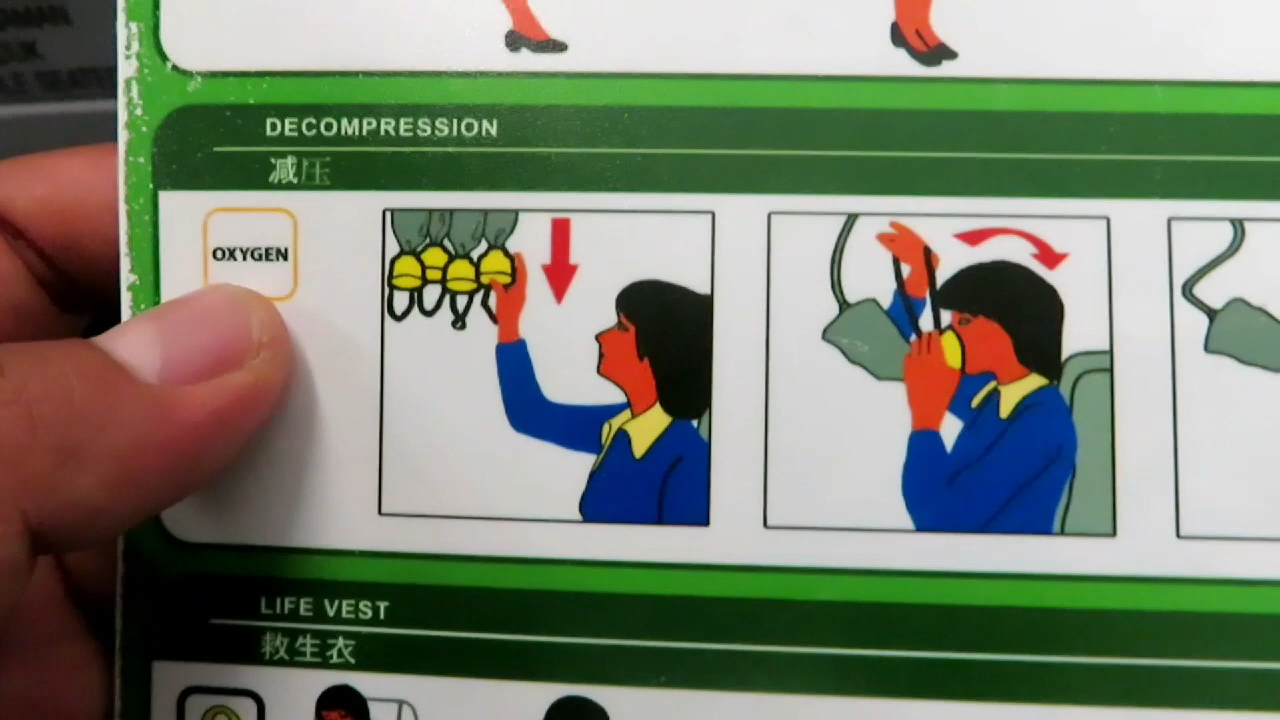 DECOMPRESSION
减压
OXYGEN
LIFE VEST
救生衣